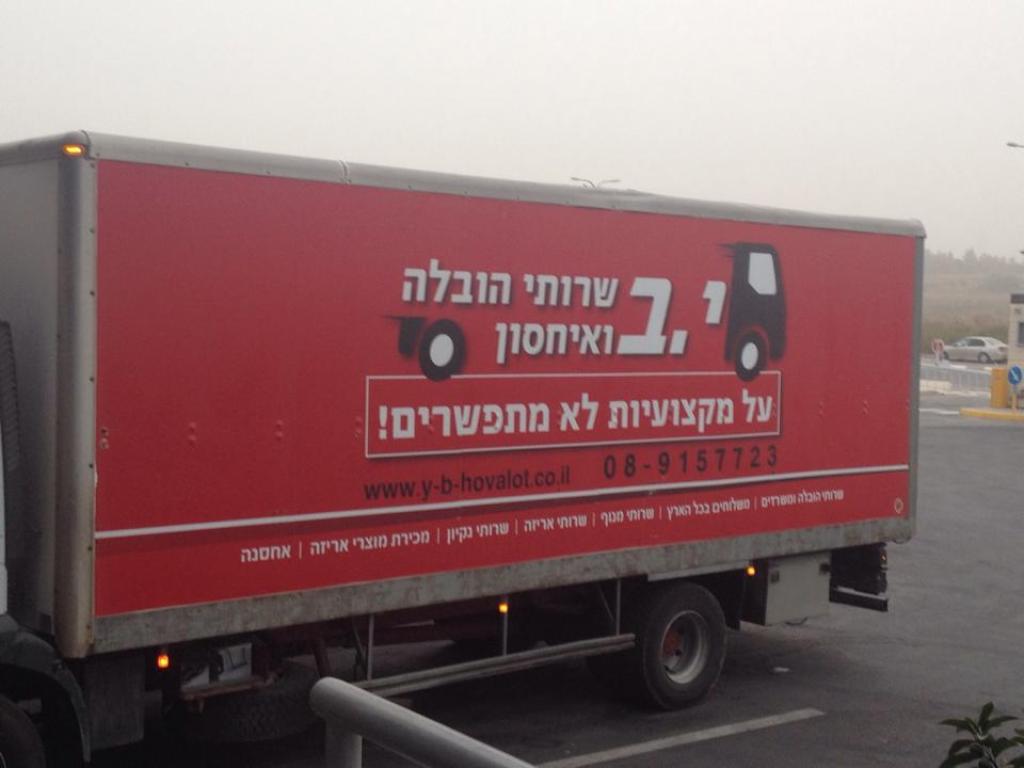 י.ב שרותי הובלה
ואיחסון
על מקצועיות לא מתפשרים!
www.y-b-hovalot.co.il 08-9157723
שרותי הובלה ומשרדים | משלוחים בכל הארץ | שרותי מנוף | שרותי אריזה | שרותי נקיון | מכירת מוצרי אריזה | אחסנה